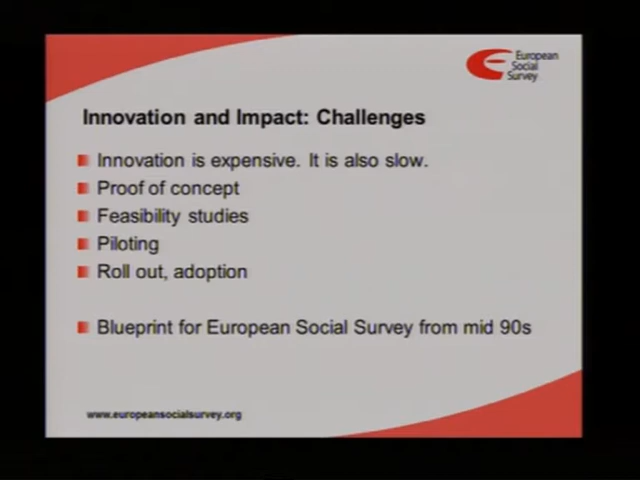 European
Social
Survey
Innovation and Impact: Challenges
Innovation is expensive. It is also slow.
Proof of concept
Feasibility studies
Piloting
Roll out, adoption
Blueprint for European Social Survey from mid 90s
www.europeansocialsurvey.org